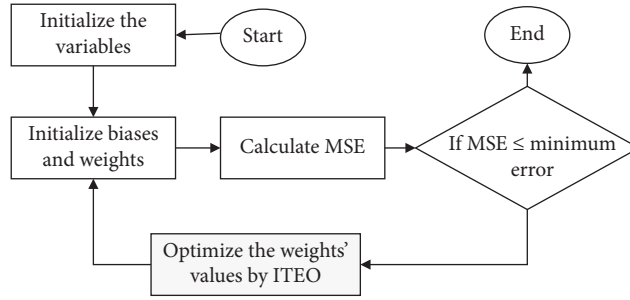 Initialize the
variables
Start
End
Initialize biases
and weights
Calculate MSE
If MSE ≤ minimum
error
Optimize the weights'
values by ITEO